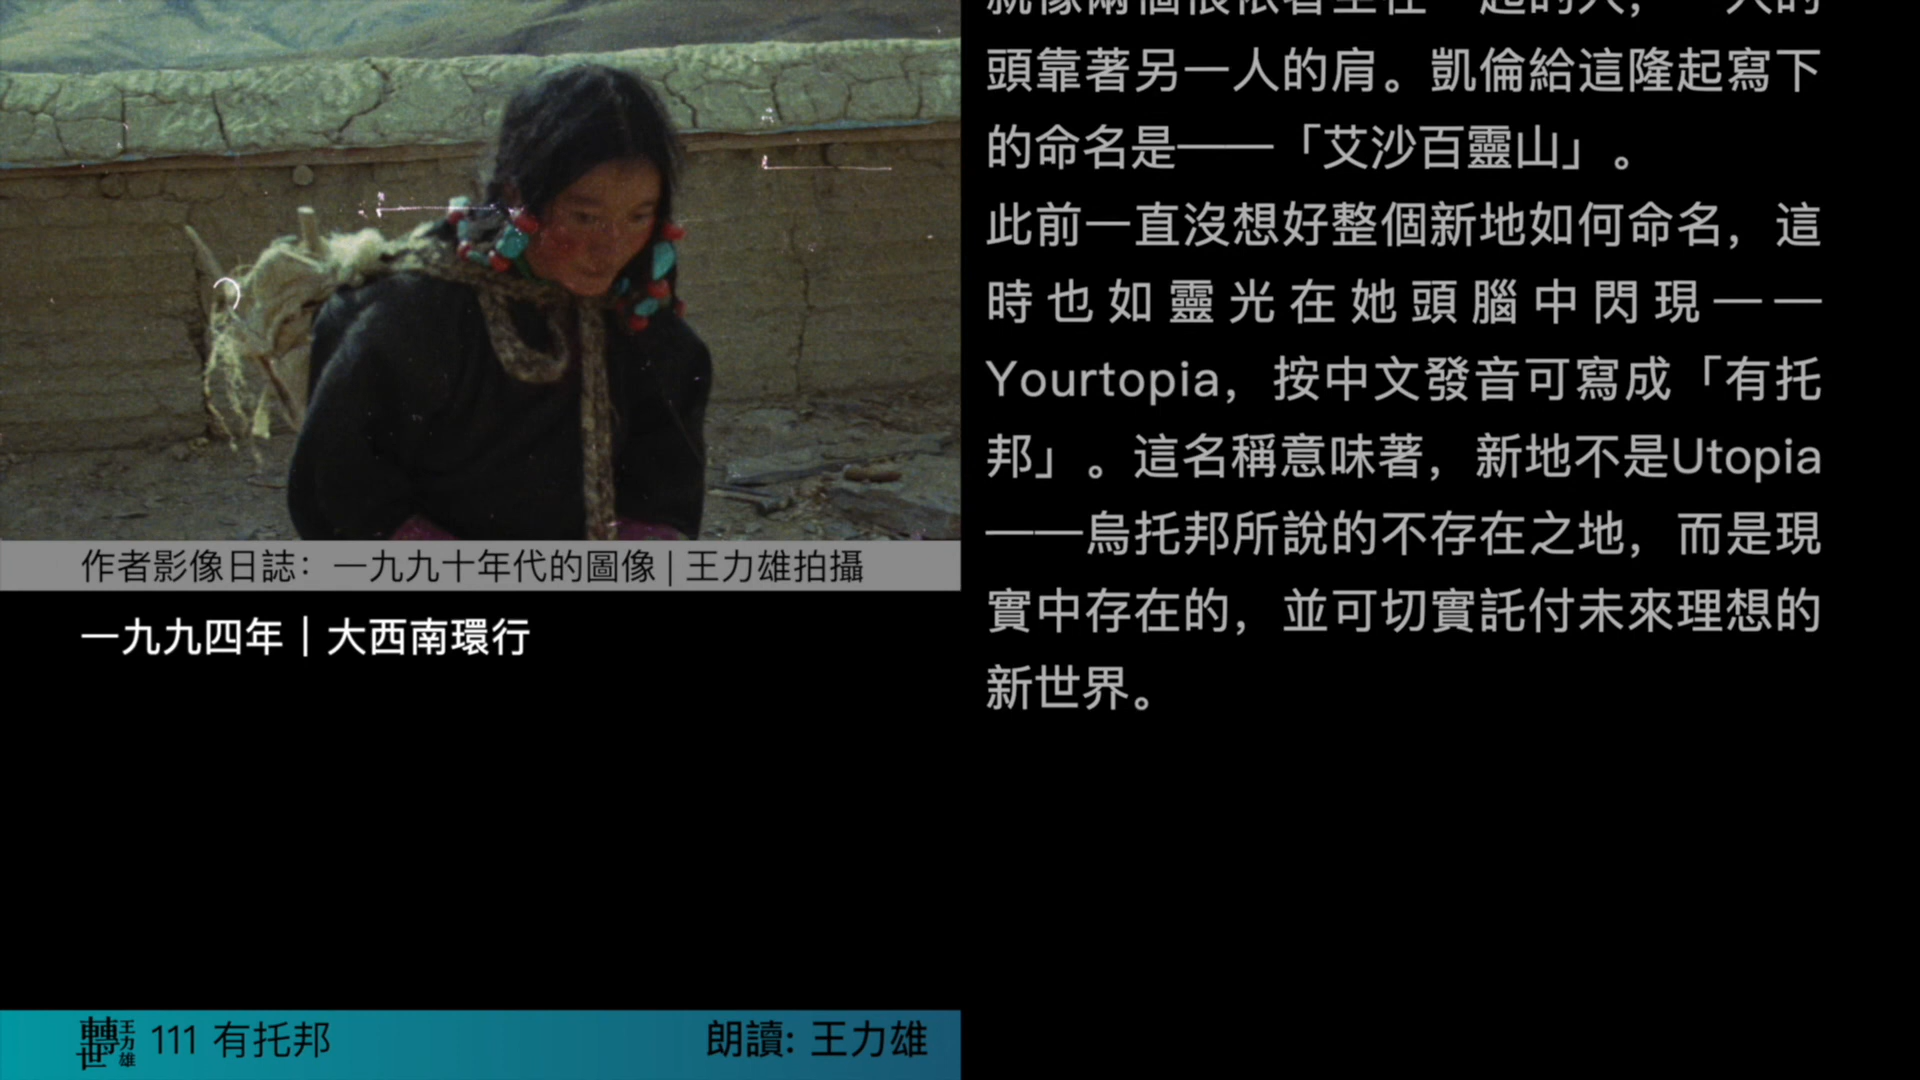 作者影像日誌：一九九十年代的圖像 | 王力雄拍攝
一九九四年｜大西南環行
轉世
王力雄
111 有托邦
朗讀: 王力雄
頭靠著另一人的肩。凱倫給這隆起寫下
的命名是——「艾沙百靈山」。
此前一直沒想好整個新地如何命名，這
時也如靈光在她頭腦中閃現——
Yourtopia，按中文發音可寫成「有托
邦」。這名稱意味著，新地不是Utopia
——烏托邦所說的不存在之地，而是現
實中存在的，並可切實託付未來理想的
新世界。